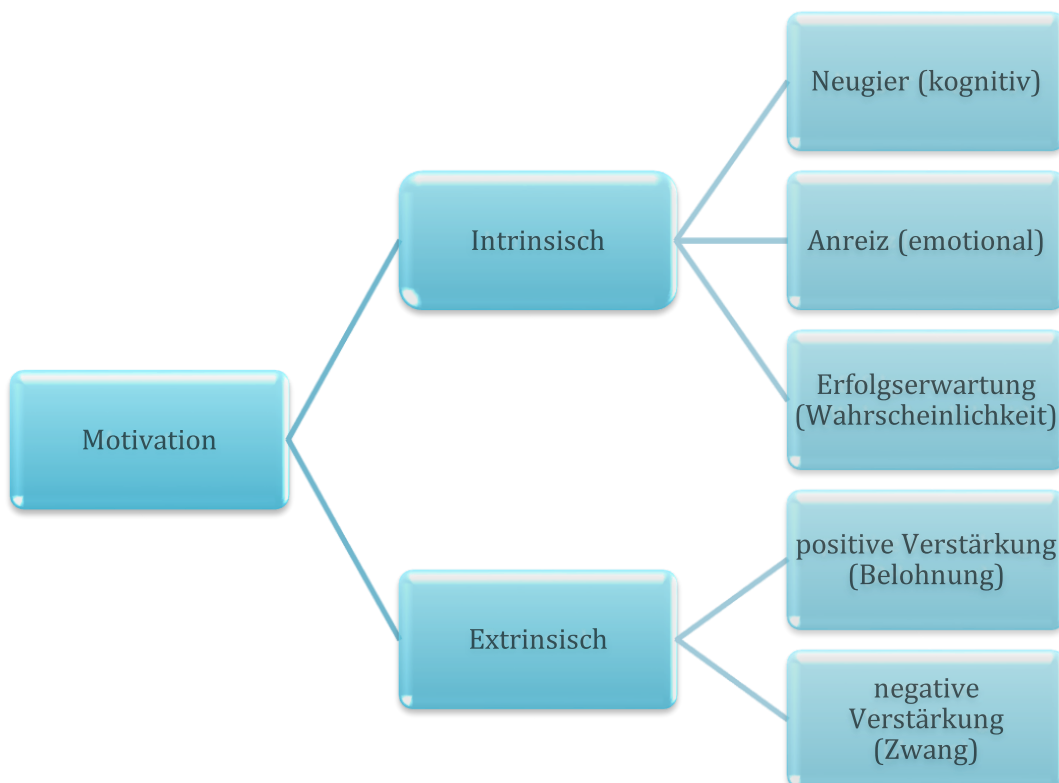 Motivation
Intrinsisch
Neugier (kognitiv)
Anreiz (emotional)
Erfolgserwartung
(Wahrscheinlichkeit)
Extrinsisch
positive Verstärkung
(Belohnung)
negative
Verstärkung
(Zwang)